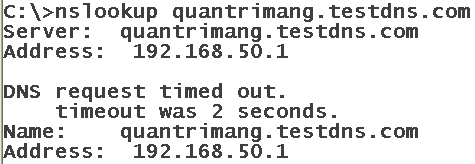 C:\>nslookup quantrimang.testdns.com
Server:  quantrimang.testdns.com
Address:  192.168.50.1
DNS request timed out.
    timeout was 2 seconds.
Name:    quantrimang.testdns.com
Address:  192.168.50.1